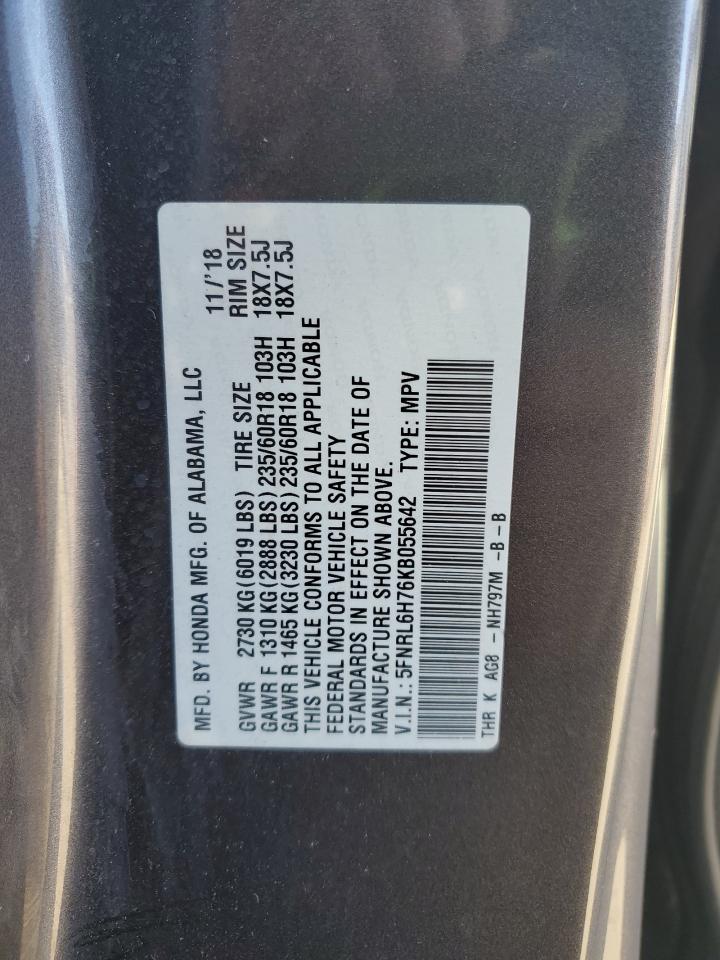 MFD. BY HONDA MFG. OF ALABAMA, LLC 11/'18
GVWR 2730 KG(6019 LBS) TIRE SIZE RIM SIZE
GAWR F 1310 KG(2888 LBS)235/60R18 103H 18X7.5J
GAWR R 1465 KG(3230 LBS)235/60R18 103H 18X7.5J
THIS VEHICLE CONFORMS TO ALL APPLICABLE
FEDERAL MOTOR VEHICLE SAFETY
STANDARDS IN EFFECT ON THE DATE OF
MANUFACTURE SHOWN ABOVE.
V.I.N.: 5FNRL6H76KB055642 TYPE: MPV
THR K AG8 -NH797M -B-B